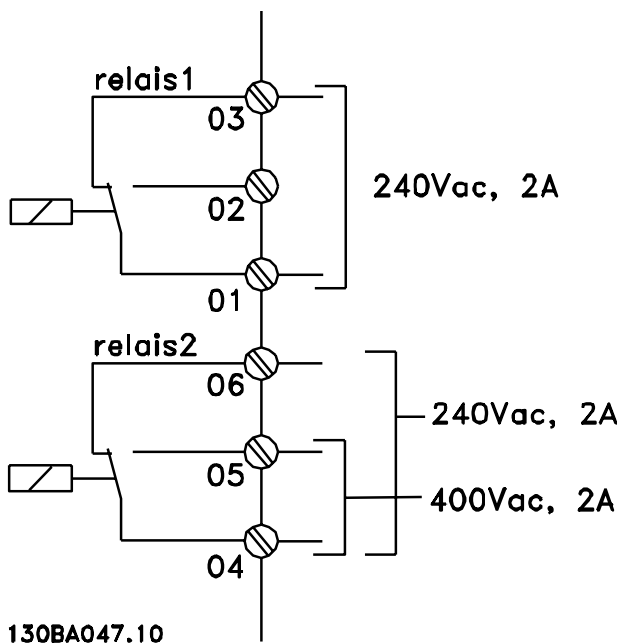 relais1
03
02
240Vac, 2A
01
relais2
06
240Vac, 2A
05
400Vac, 2A
04
130BA047.10